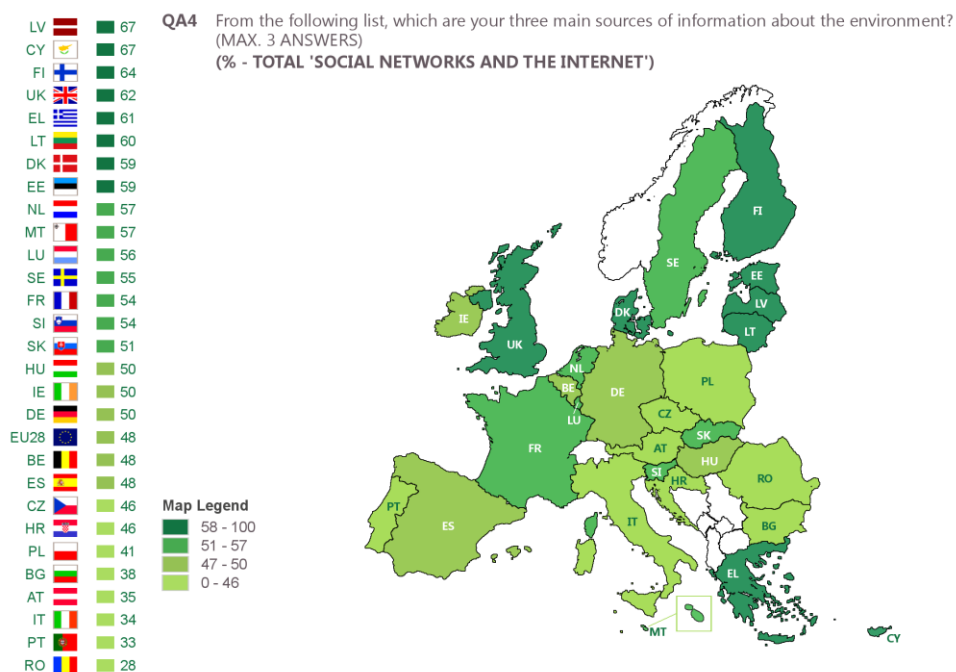 QA4 From the following list, which are your three main sources of information about the environment?
(MAX. 3 ANSWERS)
(% - TOTAL 'SOCIAL NETWORKS AND THE INTERNET')
LV 67
CY 67
FI 64
UK 62
EL 61
LT 60
DK 59
EE 59
NL 57
MT 57
LU 56
SE 55
FR 54
SI 54
SK 51
HU 50
IE 50
DE 50
EU28 48
BE 48
ES 48
CZ 46
HR 46
PL 41
BG 38
AT 35
IT 34
PT 33
RO 28
Map Legend
58 - 100
51 - 57
47 - 50
0 - 46
FI
SE
EE
LV
LT
DK
IE
UK
NL
BE
DE
PL
LU
CZ
SK
FR
AT
HU
SI
HR
RO
PT
ES
IT
BG
EL
MT
CY